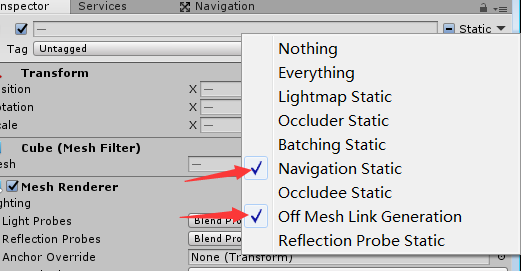 nspector
Services
Navigation
Static
Tag
Untagged
Nothing
Everything
Lightmap Static
Occluder Static
Batching Static
Navigation Static
Occludee Static
Off Mesh Link Generation
Reflection Probe Static
Transform
osition X —
otation X —
cale X —
Cube (Mesh Filter)
esh —
Mesh Renderer
ghting
Light Probes Blend Pro
Reflection Probes Blend Pro
Anchor Override None (Transform)